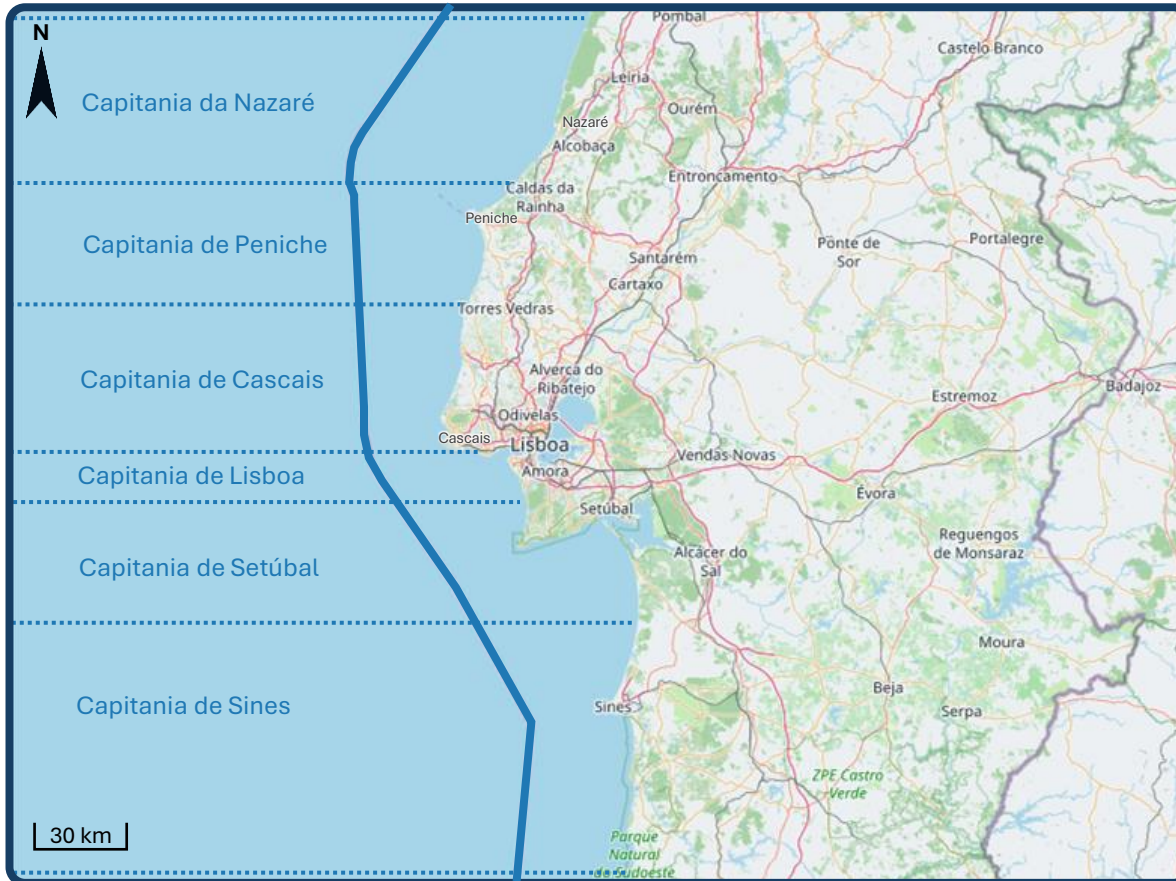 N
Pombal
Castelo Branco
Leiria
Capitania da Nazaré
Ourém
Nazaré
Alcobaça
Entroncamento
Caldas da
Rainha
Peniche
Capitania de Peniche
Ponte de
Sor
Portalegre
Santarém
Cartaxo
Torres Vedras
Capitania de Cascais
Alverca do
Ribatejo
Badajoz
Estremoz
Odivelas
Cascais
Lisboa
Vendas Novas
Capitania de Lisboa
Amora
Évora
Setúbal
Reguengos
de Monsaraz
Alcácer do
Sal
Capitania de Setúbal
Moura
Beja
Capitania de Sines
Sines
Serpa
ZPE Castro
Verde
30 km
Parque
Natural
do Sudoeste